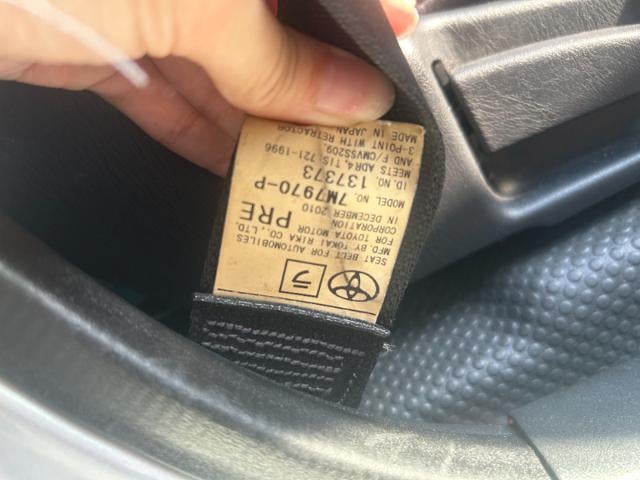 ラ
SEAT BELT FOR AUTOMOBILES
MFD. BY TOKAI RIKA CO., LTD.
FOR TOYOTA MOTOR
CORPORATION
IN DECEMBER 2010
PRE
MODEL NO. 7M7970-P
I.D. NO. 137373
MEETS ADR4, TIS. 721-1996
AND F/CMVSS209.
3-POINT WITH RETRACTOR
MADE IN JAPAN